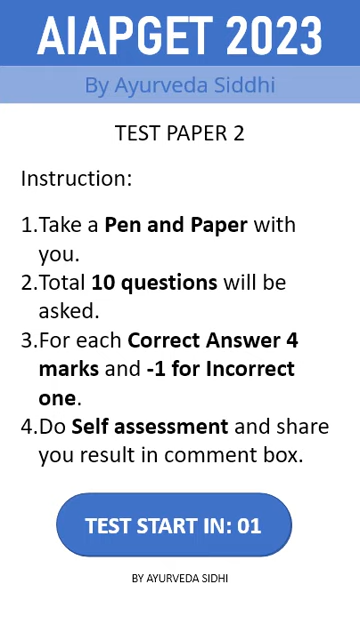 AIAPGET 2023
By Ayurveda Siddhi
TEST PAPER 2
Instruction:
1.Take a Pen and Paper with
you.
2.Total 10 questions will be
asked.
3.For each Correct Answer 4
marks and -1 for Incorrect
one.
4.Do Self assessment and share
you result in comment box.
TEST START IN: 01
BY AYURVEDA SIDHI